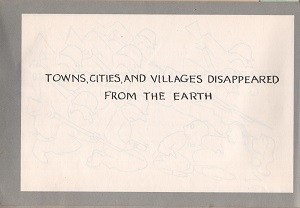 TOWNS, CITIES, AND VILLAGES DISAPPEARED
FROM THE EARTH